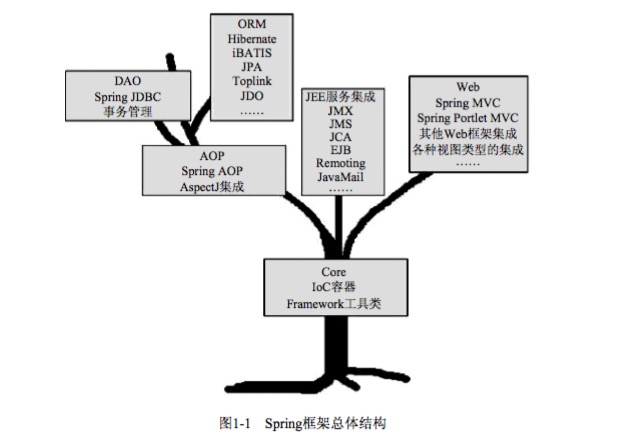 ORM
Hibernate
iBATIS
JPA
Toplink
JDO
……
DAO
Spring JDBC
事务管理
JEE服务集成
JMX
JMS
JCA
EJB
Remoting
JavaMail
……
Web
Spring MVC
Spring Portlet MVC
其他Web框架集成
各种视图类型的集成
……
AOP
Spring AOP
AspectJ集成
Core
IoC容器
Framework工具类
图1-1 Spring框架总体结构